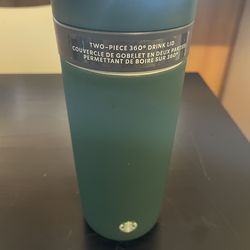 TWO-PIECE 360° DRINK LID
COUVERCLE DE GOBELET EN DEUX PARTIES
PERMETTANT DE BOIRE SUR 360°